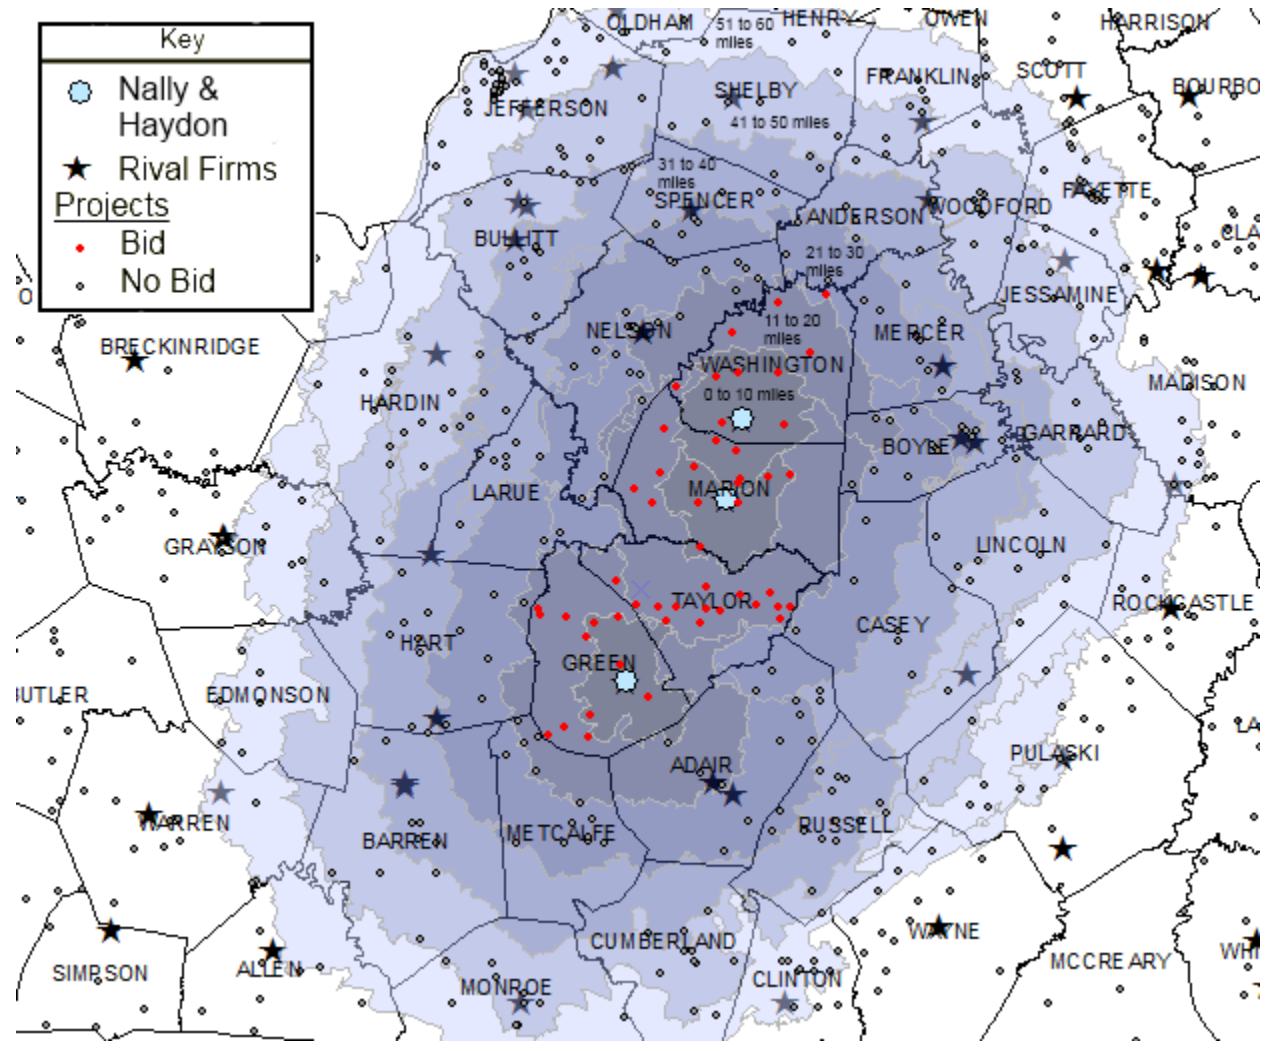 Key
Nally &
Haydon
Rival Firms
Projects
Bid
No Bid
OLDHAM
51 to 60
miles
HENRY
OWEN
HARRISON
SCOTT
FRANKLIN
BOURBO
SHELBY
JEFFERSON
41 to 50 miles
31 to 40
miles
SPENCER
FAYETTE
ANDERSON
WOODFORD
CLA
BULLITT
21 to 30
miles
O
JESSAMINE
NELSON
11 to 20
miles
MERCER
BRECKINRIDGE
WASHINGTON
MADISON
0 to 10 miles
HARDIN
GARRARD
BOYLE
LARUE
MARION
GRAYSON
LINCOLN
TAYLOR
ROCKCASTLE
CASEY
HART
GREEN
BUTLER
EDMONSON
LA
PULASKI
ADAIR
WARREN
METCALFE
RUSSELL
BARREN
CUMBERLAND
WAYNE
WHI
SIMPSON
ALLEN
MCCREARY
CLINTON
MONROE